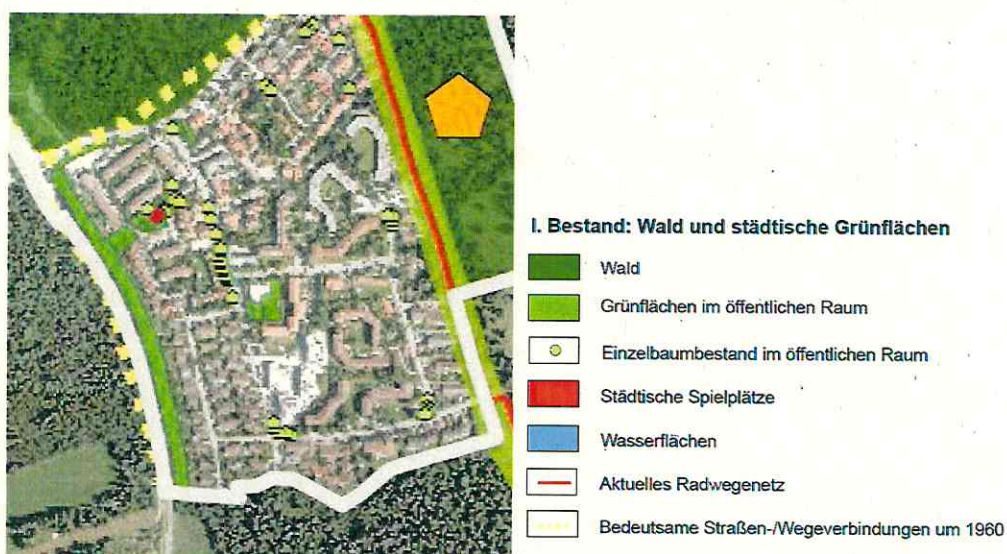 I. Bestand: Wald und städtische Grünflächen
Wald
Grünflächen im öffentlichen Raum
Einzelbaumbestand im öffentlichen Raum
Städtische Spielplätze
Wasserflächen
Aktuelles Radwegenetz
Bedeutsame Straßen-/Wegeverbindungen um 1960